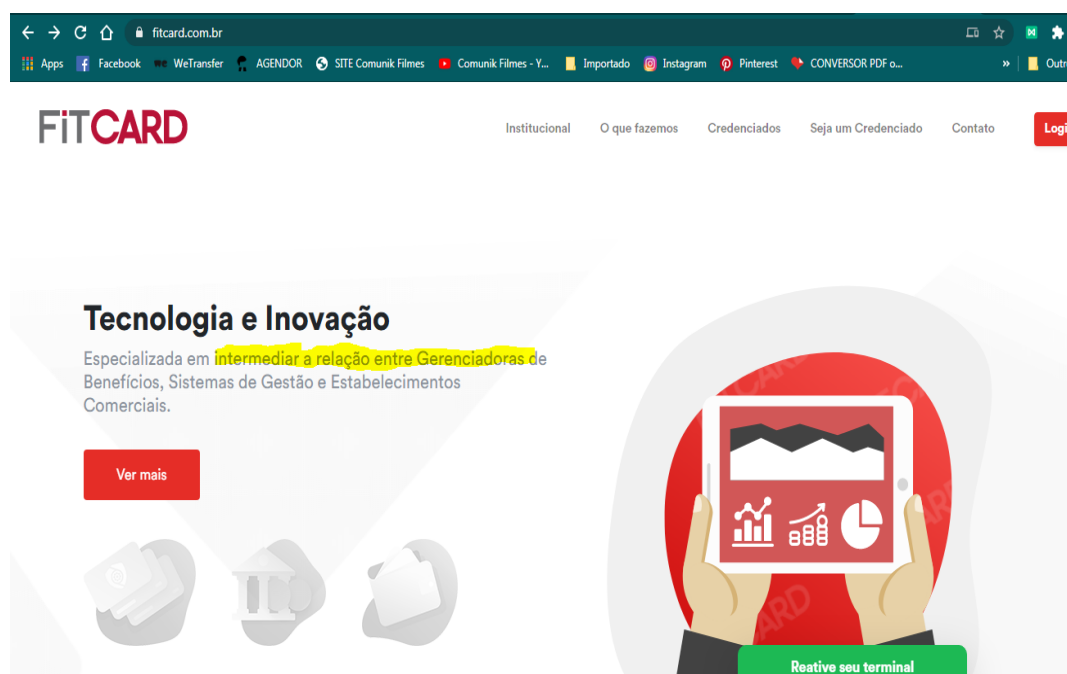 fitcard.com.br
Apps Facebook WeTransfer AGENDOR SITE Comunik Filmes Comunik Filmes - Y... Importado Instagram Pinterest CONVERSOR PDF o... » Outr
FiTCARD Institucional O que fazemos Credenciados Seja um Credenciado Contato Logi
Tecnologia e Inovação
Especializada em intermediar a relação entre Gerenciadoras de
Benefícios, Sistemas de Gestão e Estabelecimentos
Comerciais.
Ver mais
Reative seu terminal